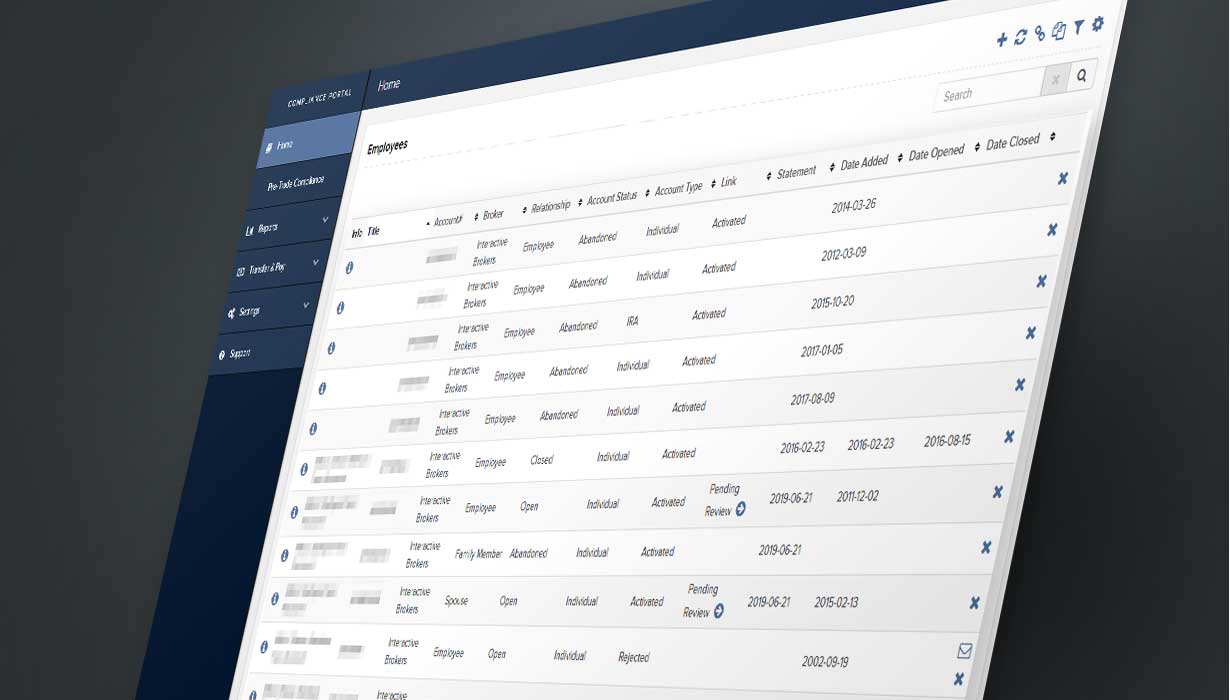 COMPLIANCE PORTAL
Home
Home
Pre-Trade Compliance
Reports
Transfer & Pay
Settings
Support
Employees
Search
Info Title Account# Broker Relationship Account Status Account Type Link Statement Date Added Date Opened Date Closed
Interactive Brokers Employee Abandoned Individual Activated 2014-03-26
Interactive Brokers Employee Abandoned Individual Activated 2012-03-09
Interactive Brokers Employee Abandoned IRA Activated 2015-10-20
Interactive Brokers Employee Abandoned Individual Activated 2017-01-05
Interactive Brokers Employee Abandoned Individual Activated 2017-08-09
Interactive Brokers Employee Closed Individual Activated 2016-02-23 2016-02-23 2016-08-15
Interactive Brokers Employee Open Individual Activated Pending Review 2019-06-21 2011-12-02
Interactive Brokers Family Member Abandoned Individual Activated 2019-06-21
Interactive Brokers Spouse Open Individual Activated Pending Review 2019-06-21 2015-02-13
Interactive Brokers Employee Open Individual Rejected 2002-09-19
Interactive